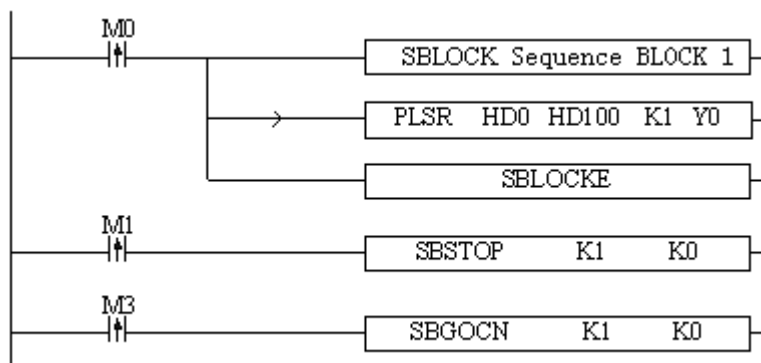 M0
SBLOCK Sequence BLOCK 1
PLSR HD0 HD100 K1 Y0
SBLOCKE
M1
SBSTOP K1 K0
M3
SBGOCN K1 K0